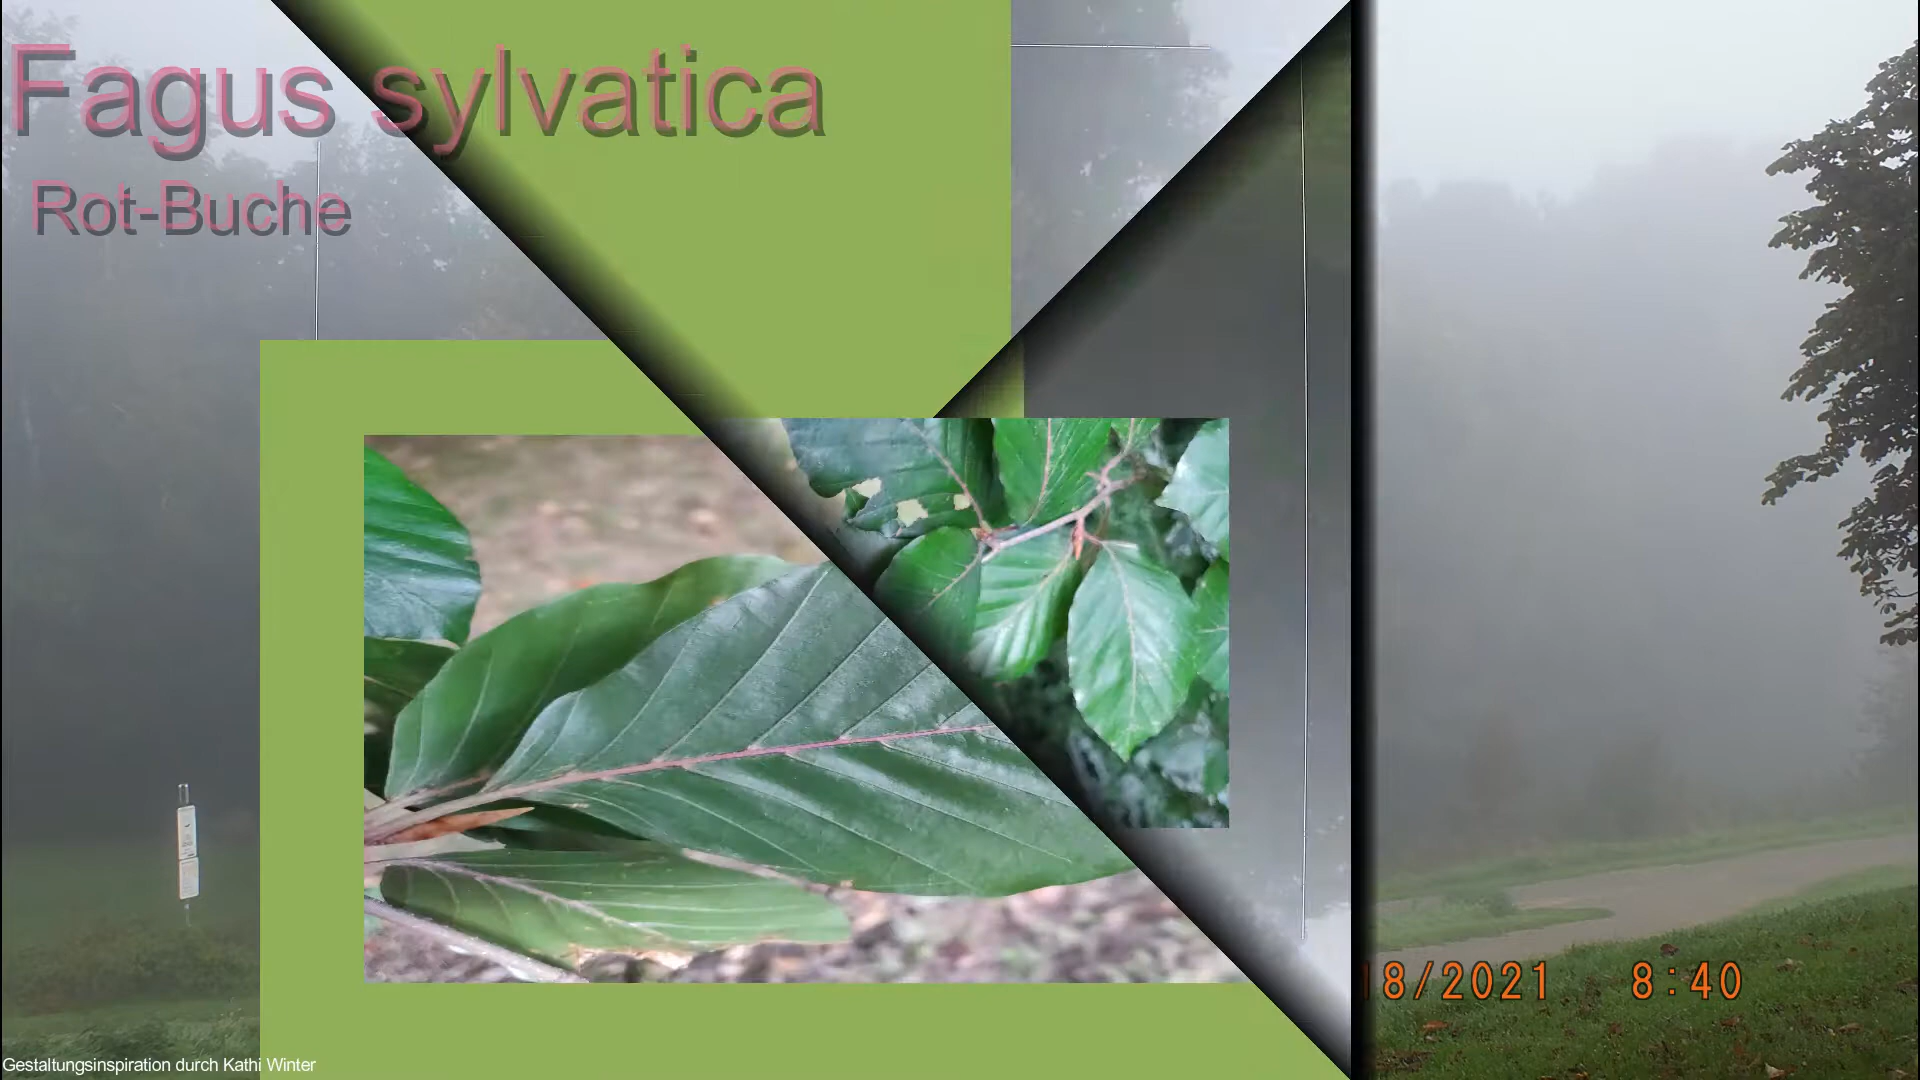 Fagus sylvatica
Rot-Buche
18/2021 8:40
Gestaltungsinspiration durch Kathi Winter